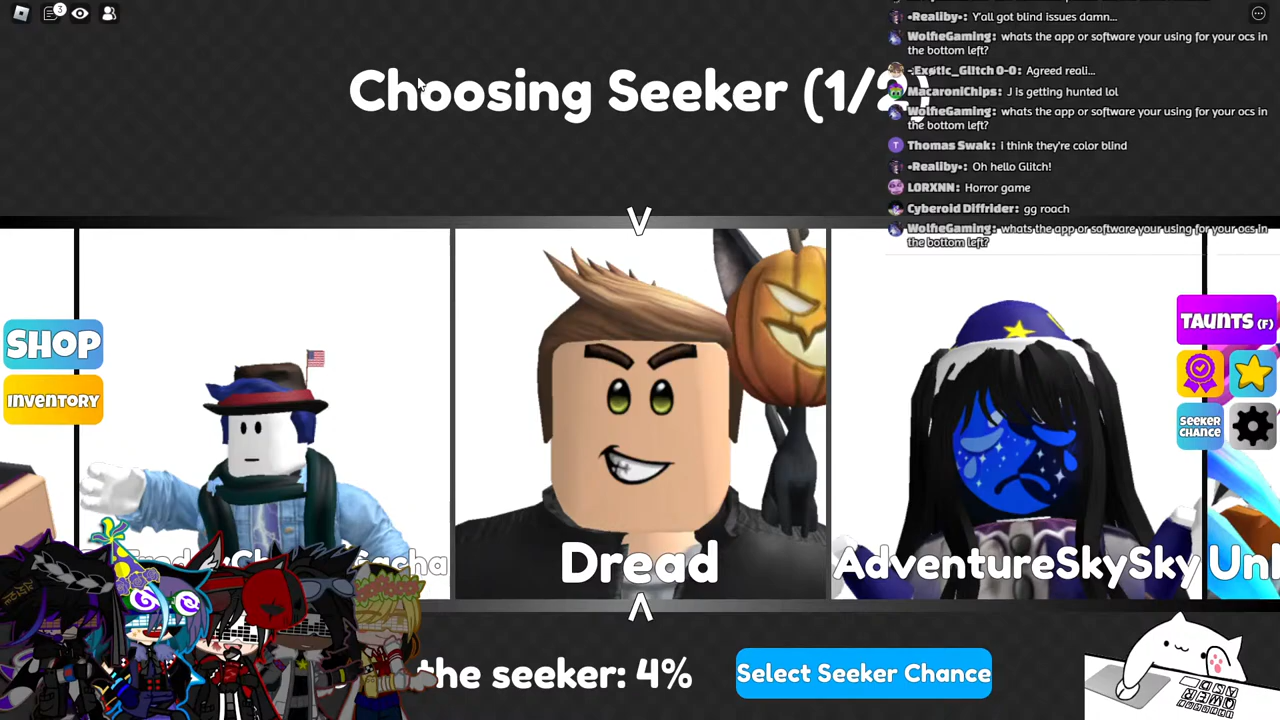 3
•Realiby•: Y'all got blind issues damn...
WolfieGaming: whats the app or software your using for your ocs in
the bottom left?
-.Exøtic_Gl!tch 0-0: Agreed reali...
MacaroniChips: J is getting hunted lol
WolfieGaming: whats the app or software your using for your ocs in
the bottom left?
T Thomas Swak: i think they're color blind
•Realiby•: Oh hello Glitch!
L0RXNN: Horror game
Cyberoid Diffrider: gg roach
WolfieGaming: whats the app or software your using for your ocs in
the bottom left?
Choosing Seeker (1/2)
SHOP
INVENTORY
TAUNTS (F)
SEEKER
CHANCE
Dread
AdventureSkySky
the seeker: 4%
Select Seeker Chance